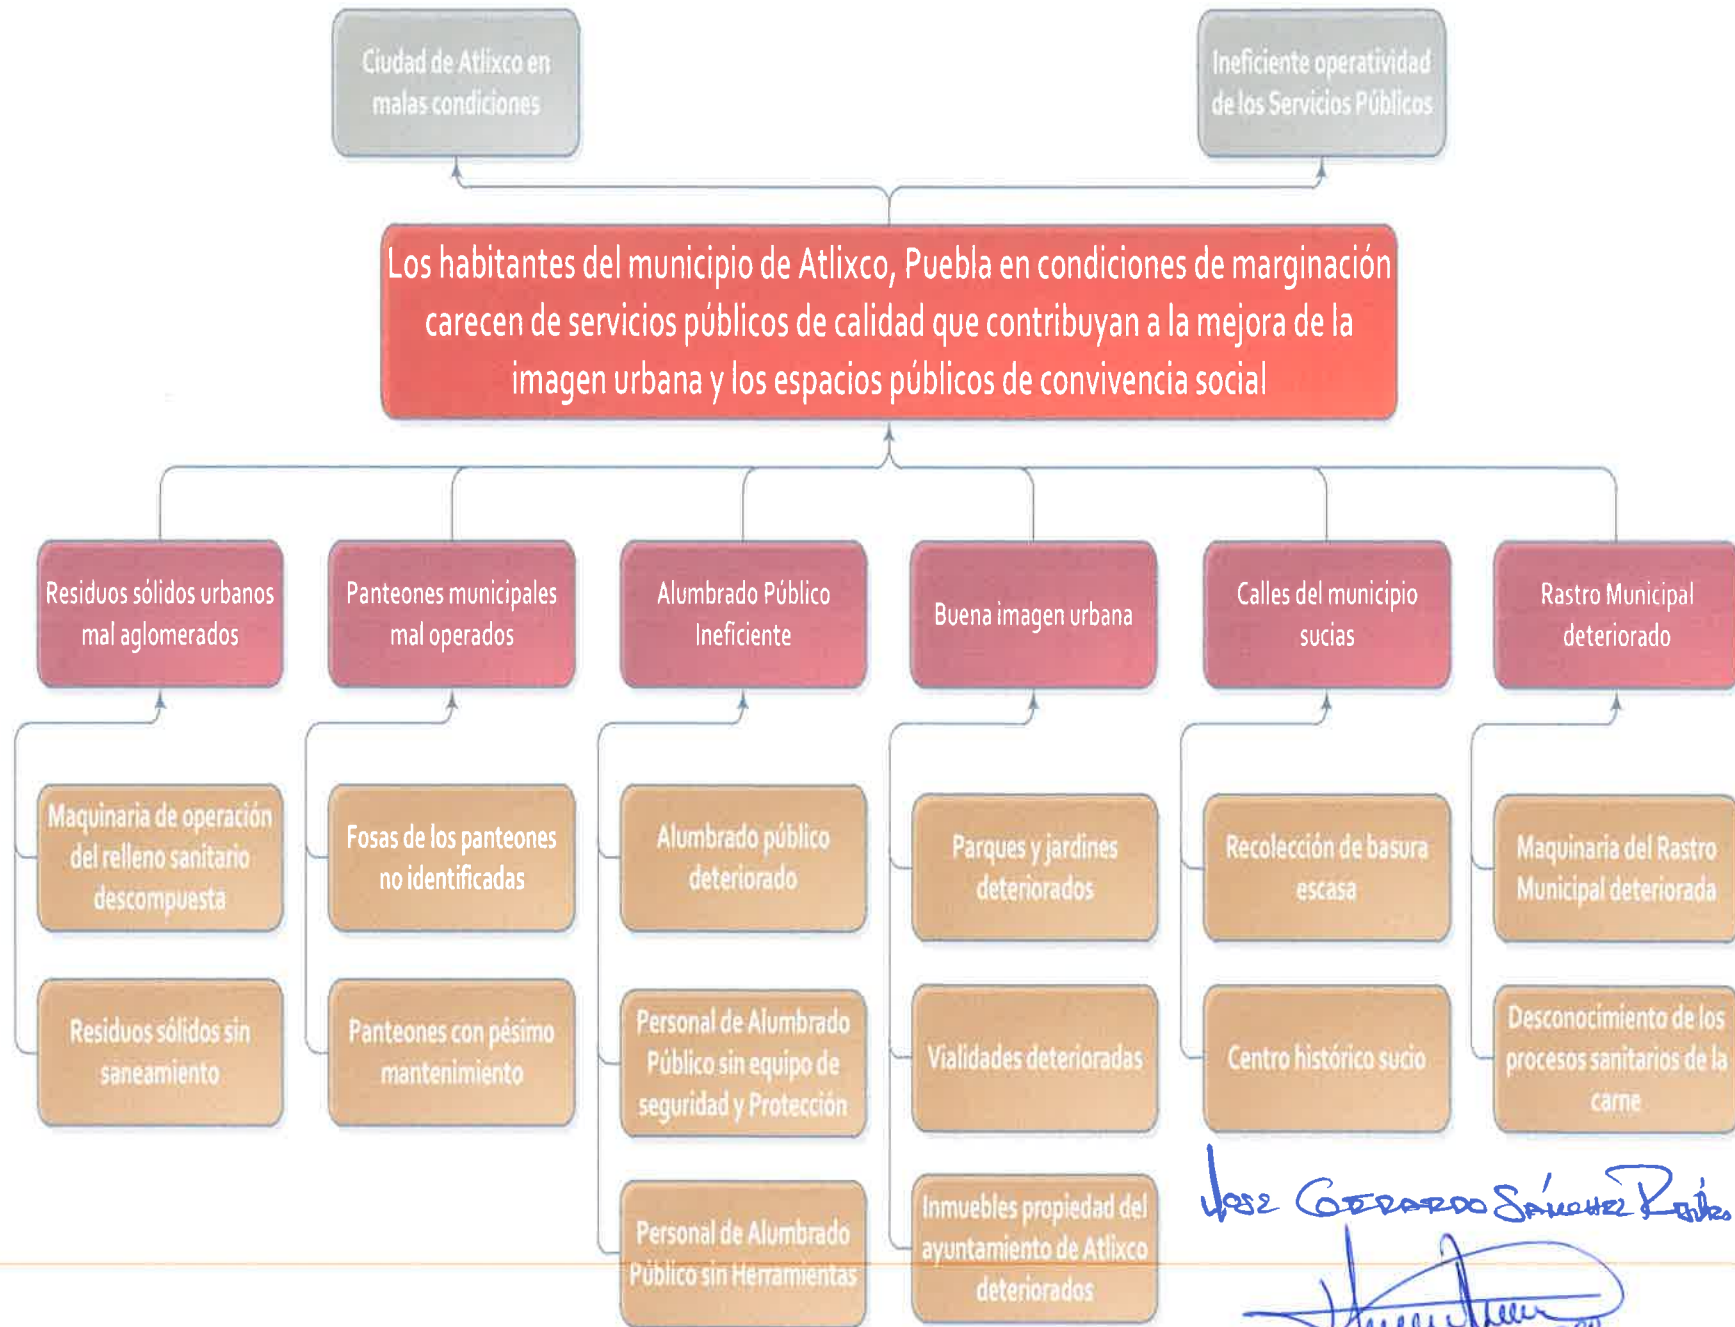 Ciudad de Atlixco en
malas condiciones
Ineficiente operatividad
de los Servicios Públicos
Los habitantes del municipio de Atlixco, Puebla en condiciones de marginación
carecen de servicios públicos de calidad que contribuyan a la mejora de la
imagen urbana y los espacios públicos de convivencia social
Residuos sólidos urbanos
mal aglomerados
Panteones municipales
mal operados
Alumbrado Público
Ineficiente
Buena imagen urbana
Calles del municipio
sucias
Rastro Municipal
deteriorado
Maquinaria de operación
del relleno sanitario
descompuesta
Fosas de los panteones
no identificadas
Alumbrado público
deteriorado
Parques y jardines
deteriorados
Recolección de basura
escasa
Maquinaria del Rastro
Municipal deteriorada
Residuos sólidos sin
saneamiento
Panteones con pésimo
mantenimiento
Personal de Alumbrado
Público sin equipo de
seguridad y Protección
Vialidades deterioradas
Centro histórico sucio
Desconocimiento de los
procesos sanitarios de la
carne
Personal de Alumbrado
Público sin Herramientas
Inmuebles propiedad del
ayuntamiento de Atlixco
deteriorados
JOSE GERARDO SÁNCHEZ